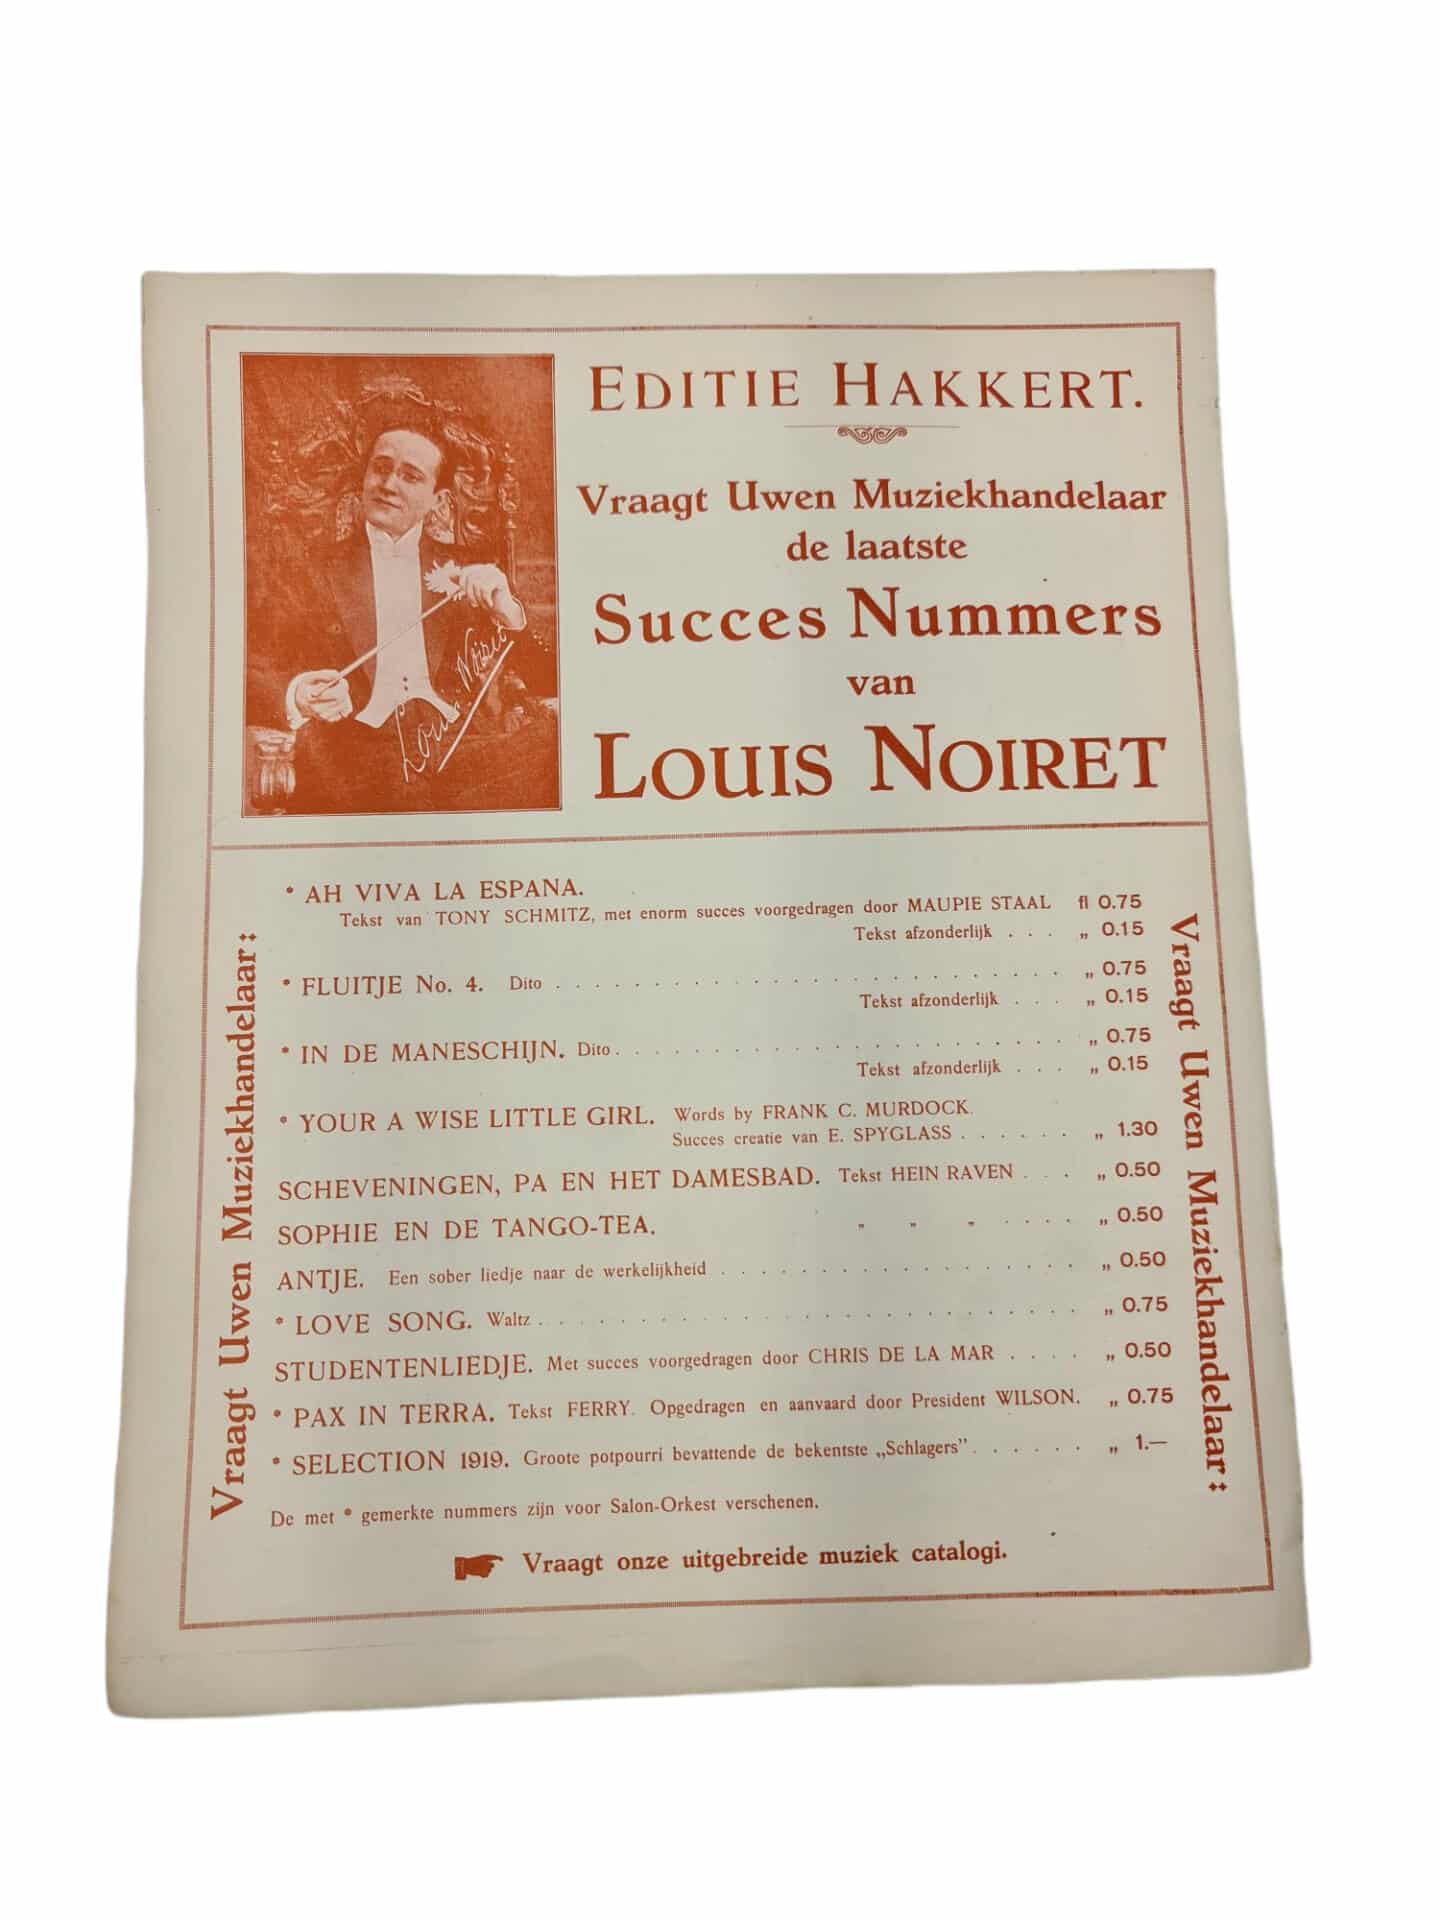 EDITIE HAKKERT.
Vraagt Uwen Muziekhandelaar
de laatste
Succes Nummers
van
LOUIS NOIRET
Louis Noiret
Vraagt Uwen Muziekhandelaar:
* AH VIVA LA ESPANA.
Tekst van TONY SCHMITZ, met enorm succes voorgedragen door MAUPIE STAAL fl 0.75
Tekst afzonderlijk . . . „ 0.15
* FLUITJE No. 4. Dito . . . . . . . . . . . . . . . . . . . . . . „ 0.75
Tekst afzonderlijk . . . „ 0.15
* IN DE MANESCHIJN. Dito . . . . . . . . . . . . . . . . . . . . „ 0.75
Tekst afzonderlijk . . . „ 0.15
* YOUR A WISE LITTLE GIRL. Words by FRANK C. MURDOCK.
Succes creatie van E. SPYGLASS . . . . . . „ 1.30
SCHEVENINGEN, PA EN HET DAMESBAD. Tekst HEIN RAVEN . . . „ 0.50
SOPHIE EN DE TANGO-TEA. „ „ „ . . . . „ 0.50
ANTJE. Een sober liedje naar de werkelijkheid . . . . . . . . . . . . . . . . „ 0.50
* LOVE SONG. Waltz . . . . . . . . . . . . . . . . . . . . . . . . „ 0.75
STUDENTENLIEDJE. Met succes voorgedragen door CHRIS DE LA MAR . . . . „ 0.50
* PAX IN TERRA. Tekst FERRY. Opgedragen en aanvaard door President WILSON. „ 0.75
* SELECTION 1919. Groote potpourri bevattende de bekentste „Schlagers" . . . . . . „ 1.—
De met * gemerkte nummers zijn voor Salon-Orkest verschenen.
Vraagt onze uitgebreide muziek catalogi.
Vraagt Uwen Muziekhandelaar: